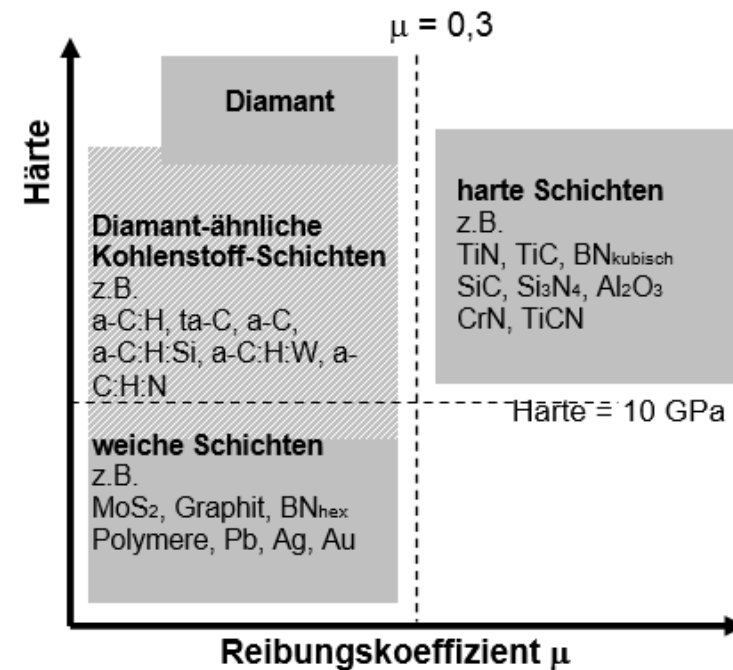 μ = 0,3
Härte
Diamant
Diamant-ähnliche
Kohlenstoff-Schichten
z.B.
a-C:H, ta-C, a-C,
a-C:H:Si, a-C:H:W, a-
C:H:N
harte Schichten
z.B.
TiN, TiC, BNkubisch
SiC, Si3N4, Al2O3
CrN, TiCN
Härte = 10 GPa
weiche Schichten
z.B.
MoS2, Graphit, BNhex
Polymere, Pb, Ag, Au
Reibungskoeffizient μ